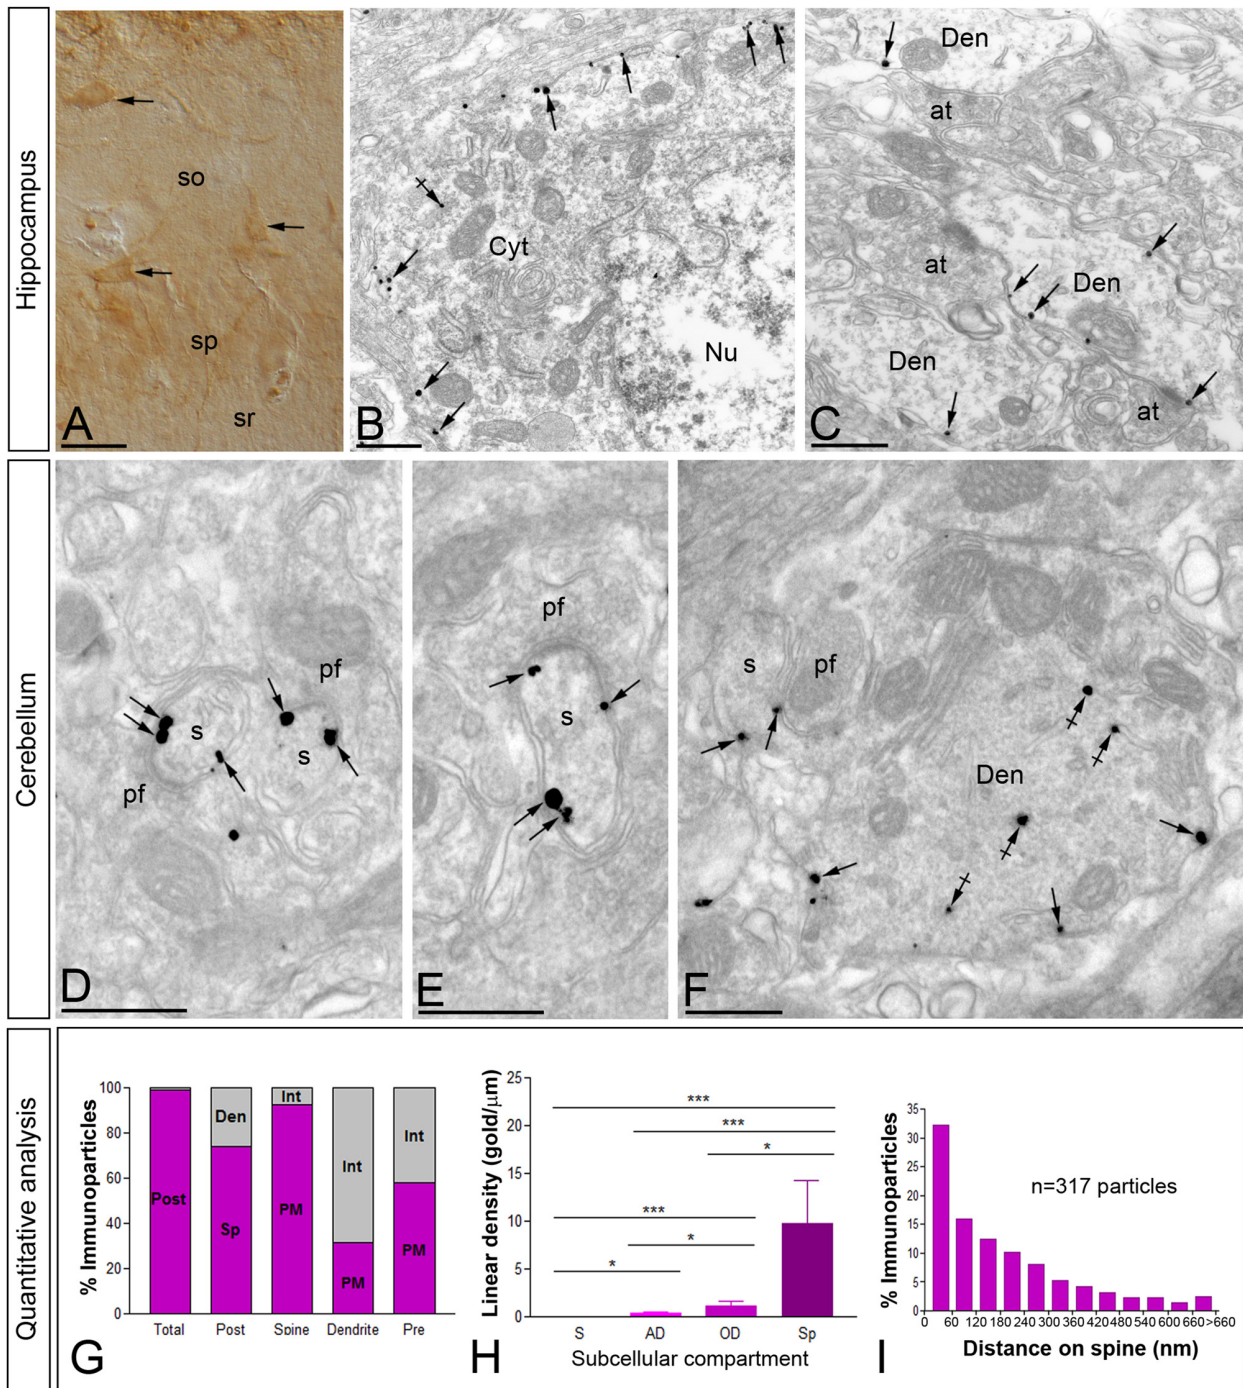 Hippocampus
so
sp
sr
A
Cyt
Nu
B
Den
at
at
Den
Den
at
C
Cerebellum
pf
s
s
pf
D
pf
s
E
s
pf
Den
F
Quantitative analysis
% Immunoparticles
100
80
60
40
20
0
Post
Den
Sp
Int
PM
Int
PM
Int
PM
Total
Post
Spine
Dendrite
Pre
G
Linear density (gold/µm)
25
20
15
10
5
0
***
***
*
***
*
*
S
AD
OD
Sp
Subcellular compartment
H
% Immunoparticles
35
30
25
20
15
10
5
0
n=317 particles
0 60 120 180 240 300 360 420 480 540 600 660 >660
Distance on spine (nm)
I